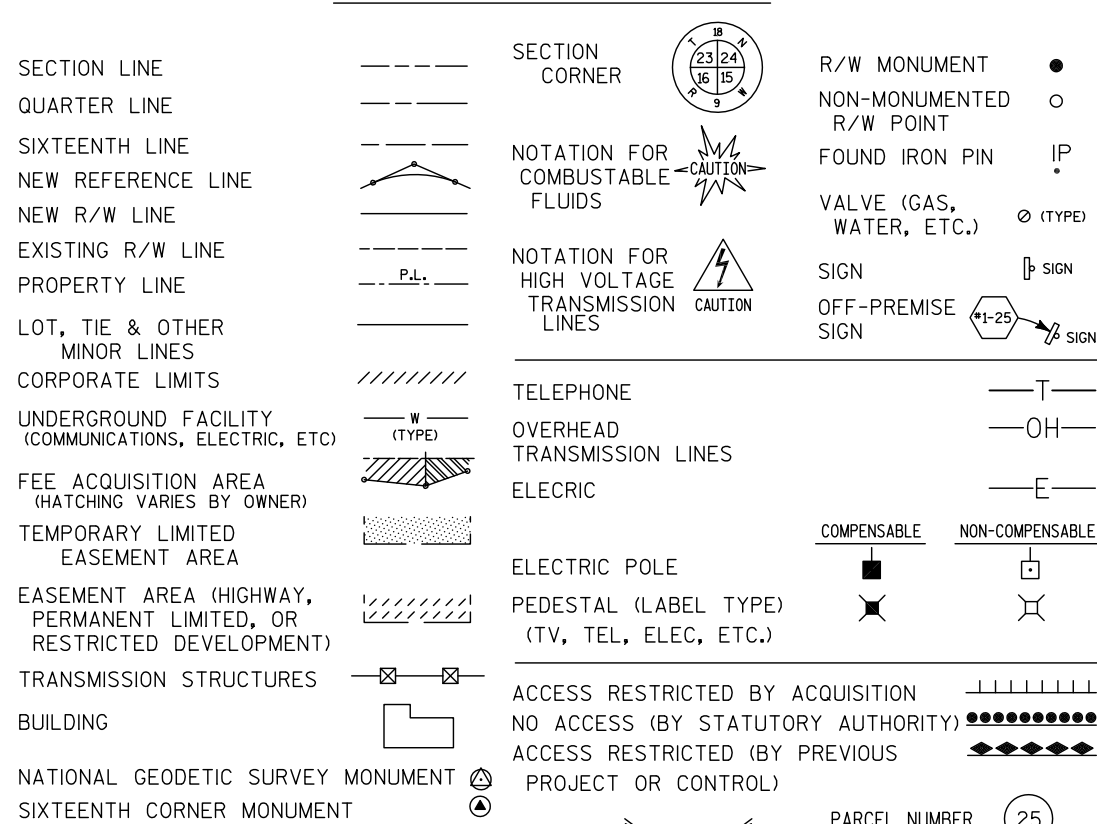 SECTION LINE
QUARTER LINE
SIXTEENTH LINE
NEW REFERENCE LINE
NEW R/W LINE
EXISTING R/W LINE
PROPERTY LINE
P.L.
LOT, TIE & OTHER
MINOR LINES
CORPORATE LIMITS
UNDERGROUND FACILITY
(COMMUNICATIONS, ELECTRIC, ETC)
W
(TYPE)
FEE ACQUISITION AREA
(HATCHING VARIES BY OWNER)
TEMPORARY LIMITED
EASEMENT AREA
EASEMENT AREA (HIGHWAY,
PERMANENT LIMITED, OR
RESTRICTED DEVELOPMENT)
TRANSMISSION STRUCTURES
BUILDING
NATIONAL GEODETIC SURVEY MONUMENT
SIXTEENTH CORNER MONUMENT
SECTION
CORNER
18
T N
23 24
16 15
R W
9
NOTATION FOR
COMBUSTABLE
FLUIDS
CAUTION
NOTATION FOR
HIGH VOLTAGE
TRANSMISSION
LINES
CAUTION
R/W MONUMENT
NON-MONUMENTED
R/W POINT
FOUND IRON PIN
IP
VALVE (GAS,
WATER, ETC.)
(TYPE)
SIGN
SIGN
OFF-PREMISE
SIGN
#1-25
SIGN
TELEPHONE
T
OVERHEAD
TRANSMISSION LINES
OH
ELECRIC
E
COMPENSABLE
NON-COMPENSABLE
ELECTRIC POLE
PEDESTAL (LABEL TYPE)
(TV, TEL, ELEC, ETC.)
ACCESS RESTRICTED BY ACQUISITION
NO ACCESS (BY STATUTORY AUTHORITY)
ACCESS RESTRICTED (BY PREVIOUS
PROJECT OR CONTROL)
PARCEL NUMBER
25